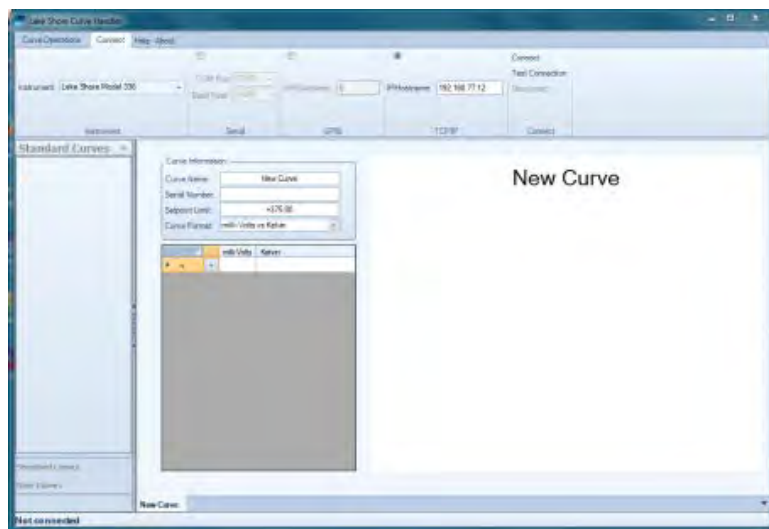 Lake Shore Curve Handler
Curve Operations Connect Help About
Connect
Test Connection
Instrument Lake Shore Model 336 IP/Hostname 192.168.77.12
Instrument Serial GPIB TCP/IP Connect
Standard Curves
Curve Information
Curve Name: New Curve
Serial Number:
Setpoint Limit: +375.00
Curve Format: milli-Volts vs Kelvin
milli-Volts Kelvin
New Curve
Standard Curves
User Curves
New Curve
Not connected